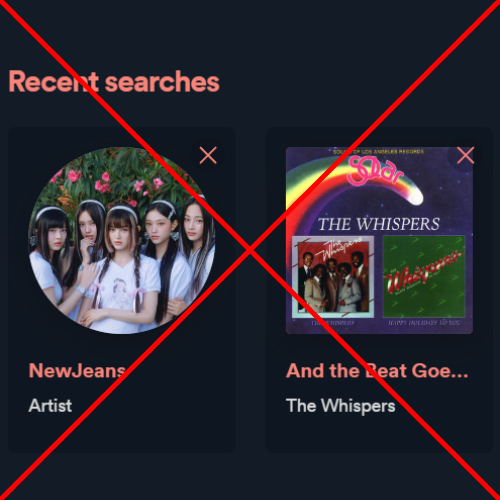 Recent searches
SOLAR OF LOS ANGELES RECORDS
Solar
THE WHISPERS
The Whispers
Whispers
THE WHISPERS
HAPPY HOLIDAYS TO YOU
NewJeans
Artist
And the Beat Goe...
The Whispers